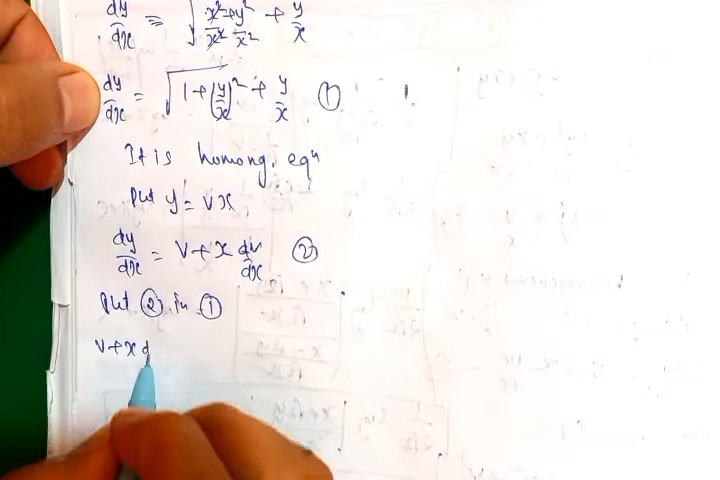 dy/dx = √(x²/x² + y²/x²) + y/x
dy/dx = √(1 + (y/x)²) + y/x ①
It is homong. eqⁿ
Put y = vx
dy/dx = v + x dv/dx ②
Put ② in ①
v + x d